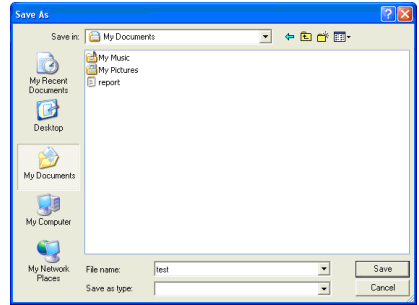 Save As
Save in: My Documents
My Recent
Documents
Desktop
My Documents
My Computer
My Network
Places
My Music
My Pictures
report
File name: test Save
Save as type: Cancel